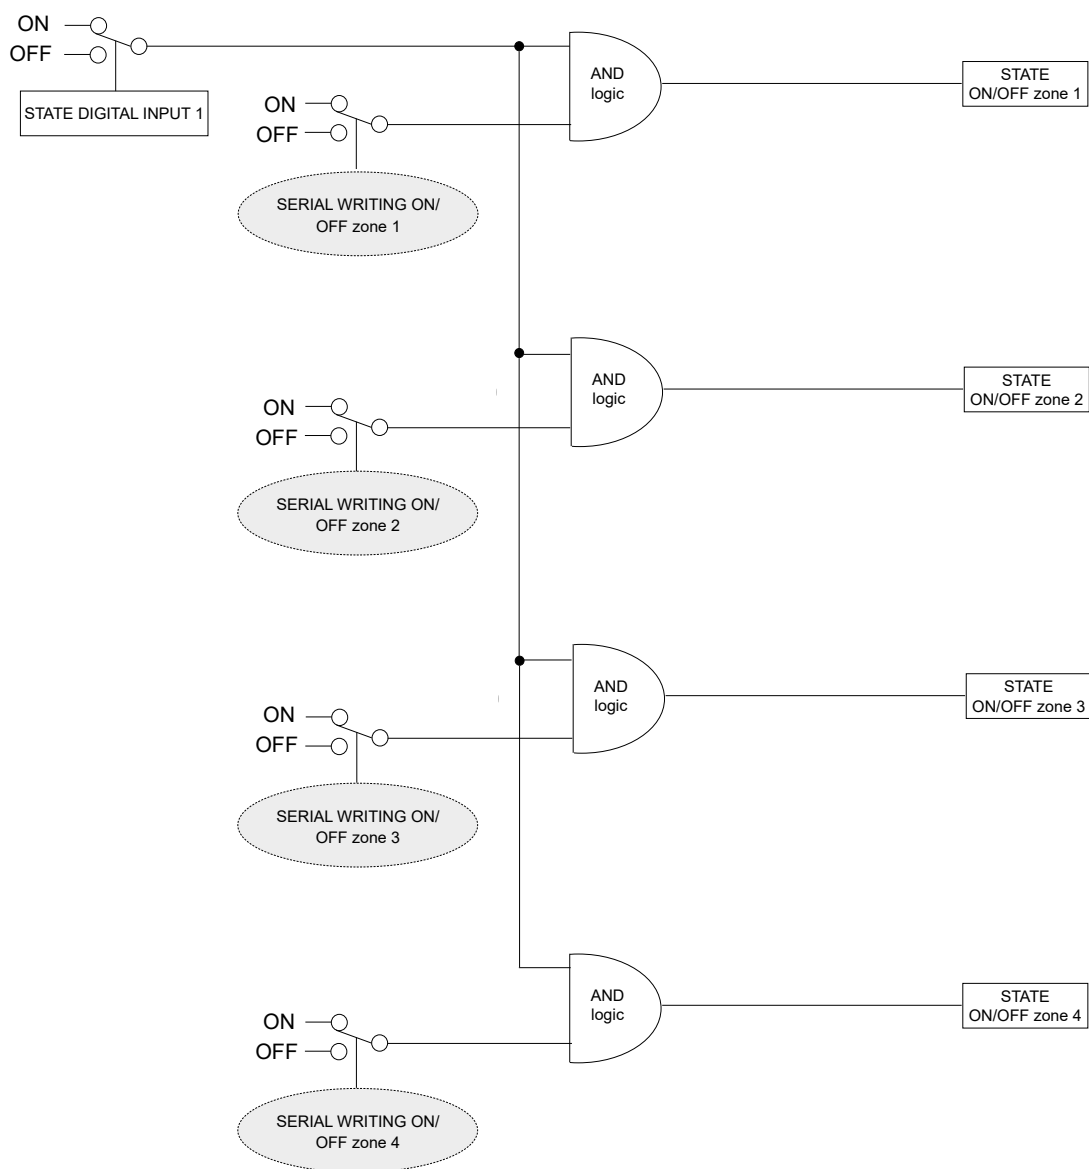 ON
OFF
STATE DIGITAL INPUT 1
AND
logic
STATE
ON/OFF zone 1
ON
OFF
SERIAL WRITING ON/
OFF zone 1
AND
logic
STATE
ON/OFF zone 2
ON
OFF
SERIAL WRITING ON/
OFF zone 2
AND
logic
STATE
ON/OFF zone 3
ON
OFF
SERIAL WRITING ON/
OFF zone 3
AND
logic
STATE
ON/OFF zone 4
ON
OFF
SERIAL WRITING ON/
OFF zone 4